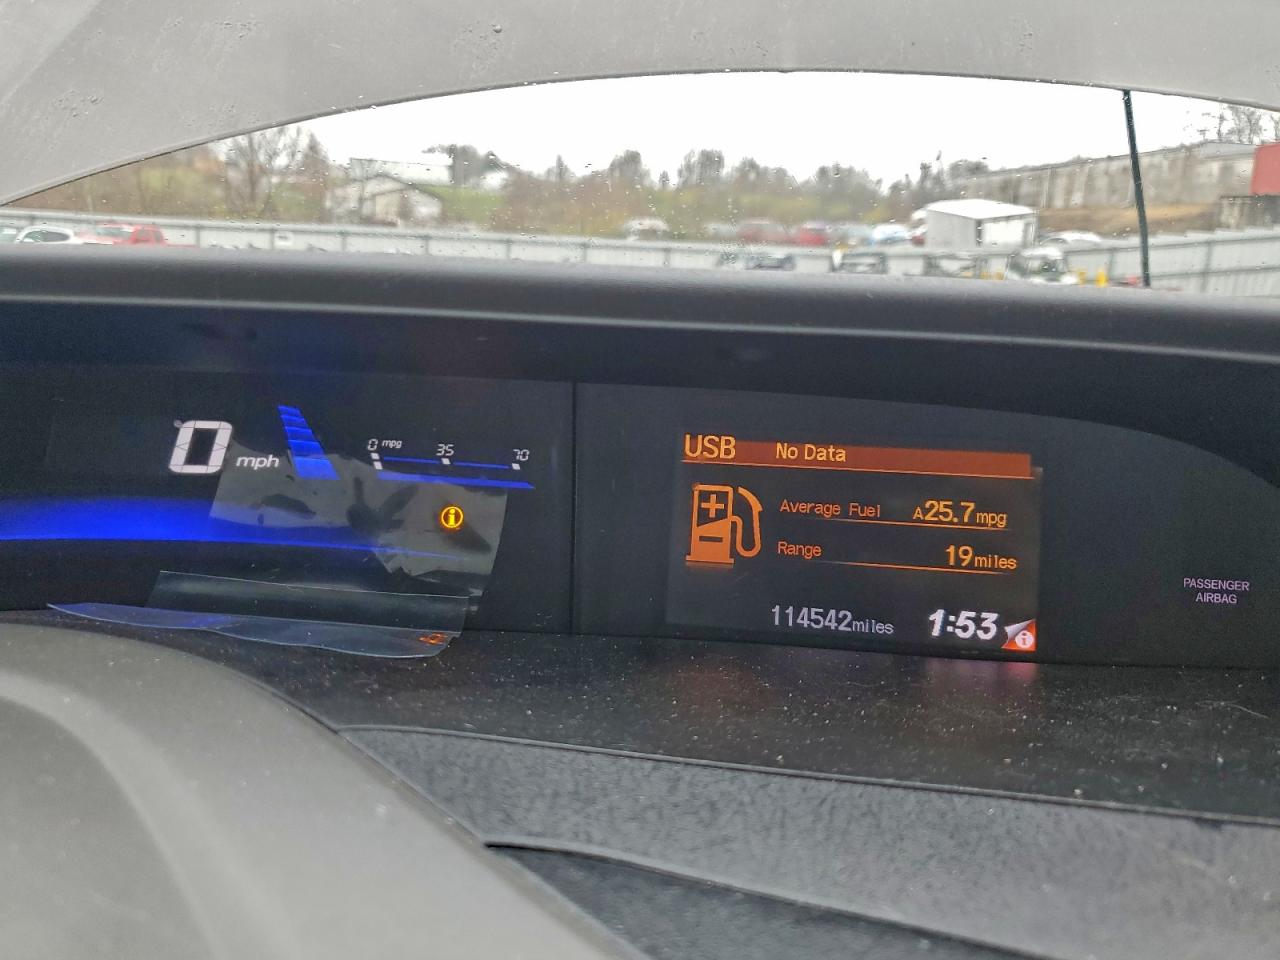 0 mph
0 mpg 35 70
USB No Data
Average Fuel A25.7mpg
Range 19miles
114542miles 1:53
PASSENGER
AIRBAG